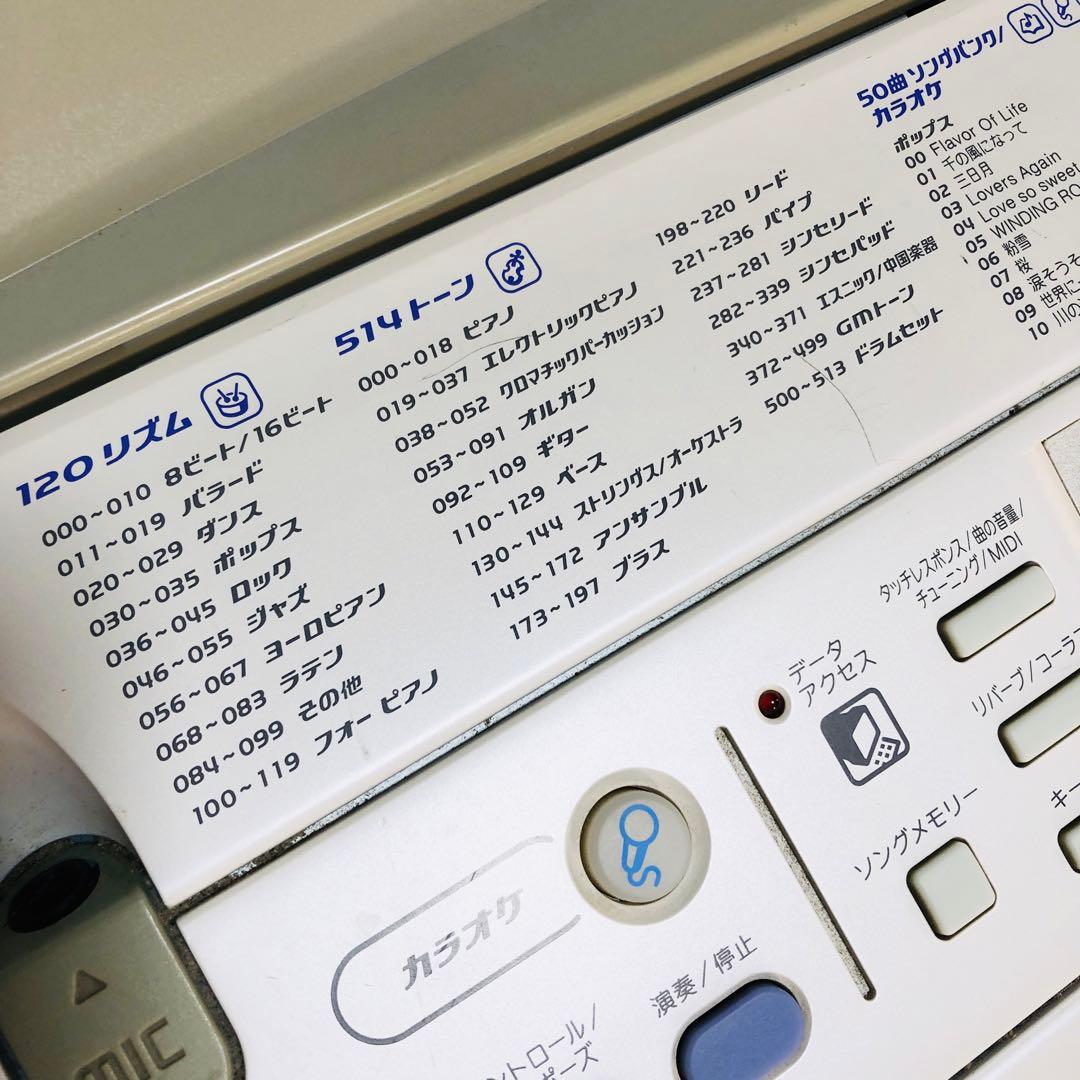 120 リズム
000～010 8ビート/16ビート
011～019 バラード
020～029 ダンス
030～035 ポップス
036～045 ロック
046～055 ジャズ
056～067 ヨーロピアン
068～083 ラテン
084～099 その他
100～119 フォー ピアノ
514 トーン
000～018 ピアノ
019～037 エレクトリックピアノ
038～052 クロマチックパーカッション
053～091 オルガン
092～109 ギター
110～129 ベース
130～144 ストリングス/オーケストラ
145～172 アンサンブル
173～197 ブラス
198～220 リード
221～236 パイプ
237～281 シンセリード
282～339 シンセパッド
340～371 エスニック/中国楽器
372～499 GMトーン
500～513 ドラムセット
50曲 ソングバンク/
カラオケ
ポップス
00 Flavor Of Life
01 千の風になって
02 三日月
03 Lovers Again
04 Love so sweet
05 WINDING RO
06 粉雪
07 桜
08 涙そうそ
09 世界に
10 川の
タッチレスポンス/曲の音量/
チューニング/MIDI
データ
アクセス
リバーブ/コーラ
ソングメモリー
キー
カラオケ
演奏/停止
ントロール/
ーズ
MIC